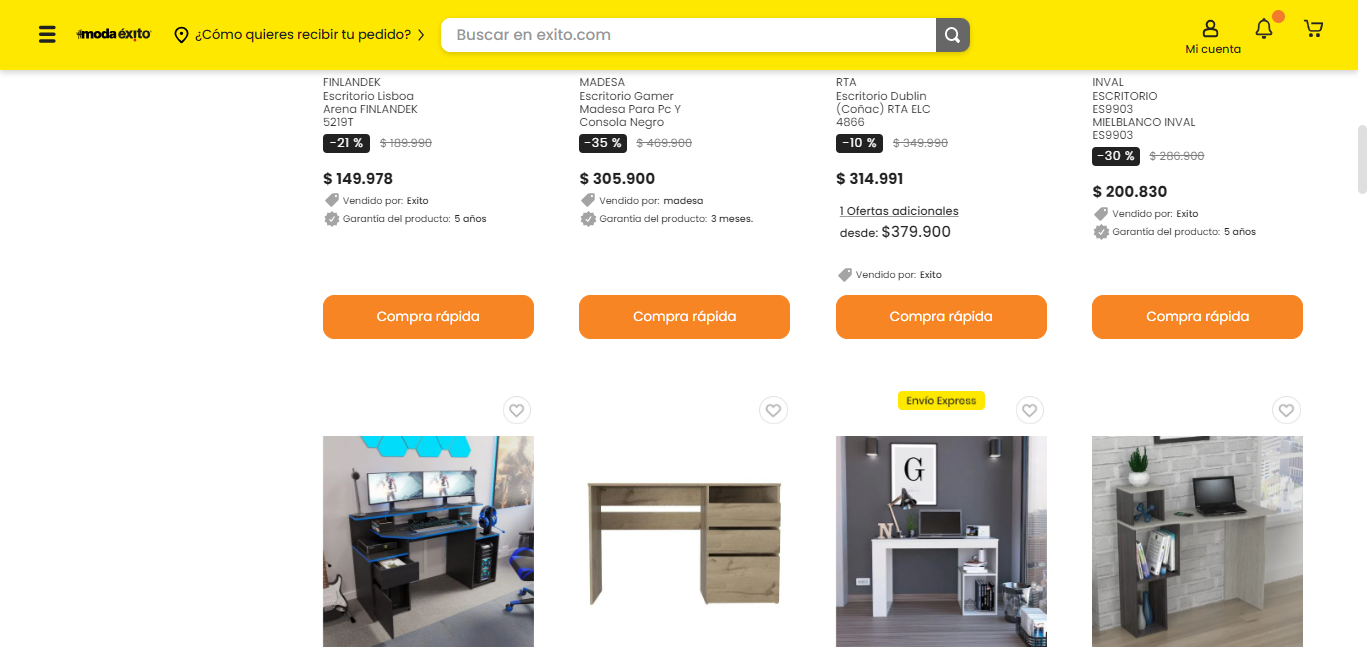 moda éxito
¿Cómo quieres recibir tu pedido?
Buscar en exito.com
Mi cuenta
FINLANDEK
Escritorio Lisboa
Arena FINLANDEK
5219T
-21 %
$ 189.990
$ 149.978
Vendido por: Exito
Garantía del producto: 5 años
Compra rápida
MADESA
Escritorio Gamer
Madesa Para Pc Y
Consola Negro
-35 %
$ 469.900
$ 305.900
Vendido por: madesa
Garantía del producto: 3 meses.
Compra rápida
RTA
Escritorio Dublin
(Coñac) RTA ELC
4866
-10 %
$ 349.990
$ 314.991
1 Ofertas adicionales
desde: $379.900
Vendido por: Exito
Compra rápida
INVAL
ESCRITORIO
ES9903
MIELBLANCO INVAL
ES9903
-30 %
$ 286.900
$ 200.830
Vendido por: Exito
Garantía del producto: 5 años
Compra rápida
Envío Express
G
N